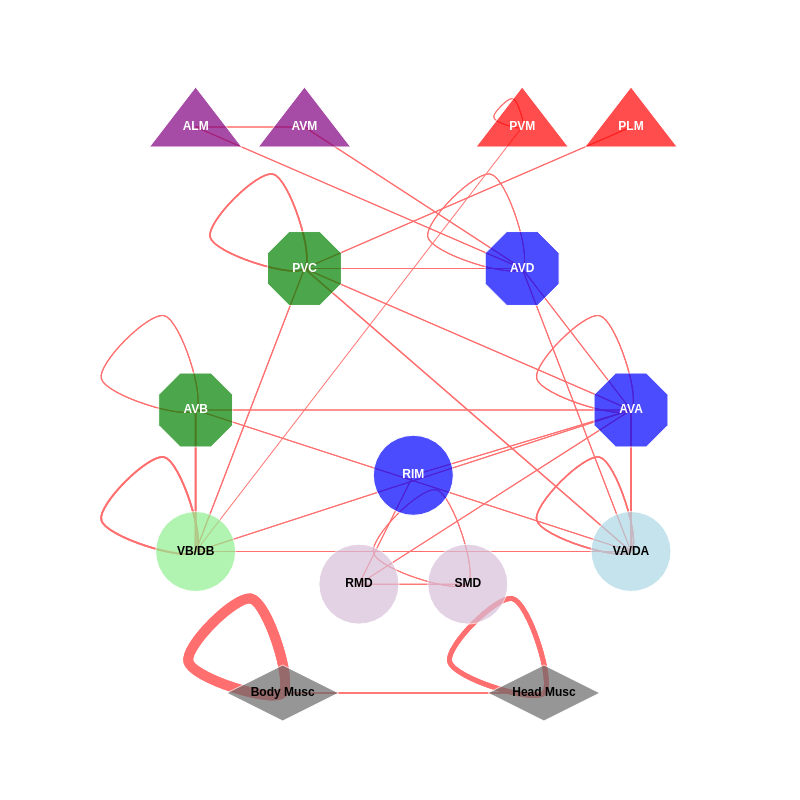 ALM
AVM
PVM
PLM
PVC
AVD
AVB
AVA
RIM
VB/DB
VA/DA
RMD
SMD
Body Musc
Head Musc